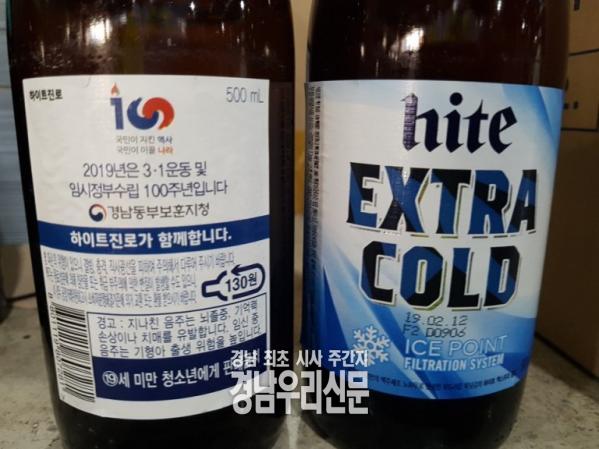 하이트진로
500 mL
100
국민이 지킨 역사
국민이 이끌 나라
2019년은 3·1운동 및
임시정부수립 100주년입니다
경남동부보훈지청
하이트진로가 함께합니다.
130원
경고 : 지나친 음주는 뇌졸중, 기억력
손상이나 치매를 유발합니다. 임신 중
음주는 기형아 출생 위험을 높입니다
⑲세 미만 청소년에게
hite
EXTRA
COLD
19.02.12
F2 00906
ICE POINT
FILTRATION SYSTEM
경남 최초 시사 주간지
경남우리신문